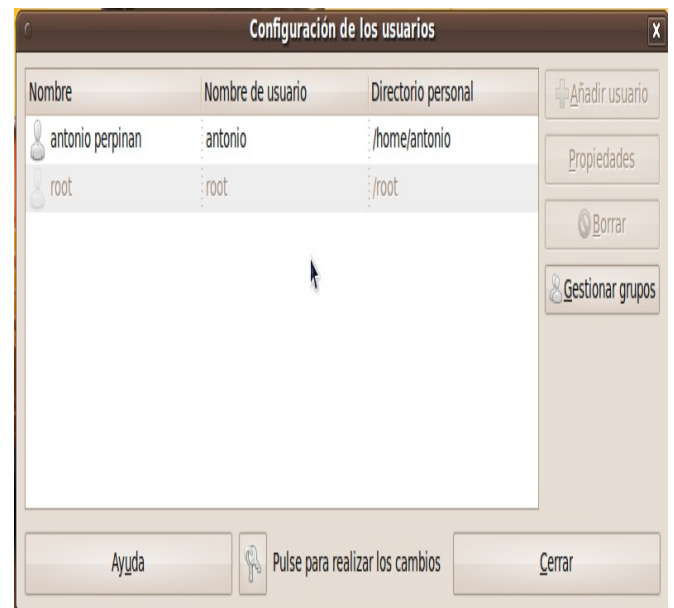 Configuración de los usuarios
Nombre Nombre de usuario Directorio personal
antonio perpinan antonio /home/antonio
root root /root
Añadir usuario
Propiedades
Borrar
Gestionar grupos
Ayuda Pulse para realizar los cambios Cerrar